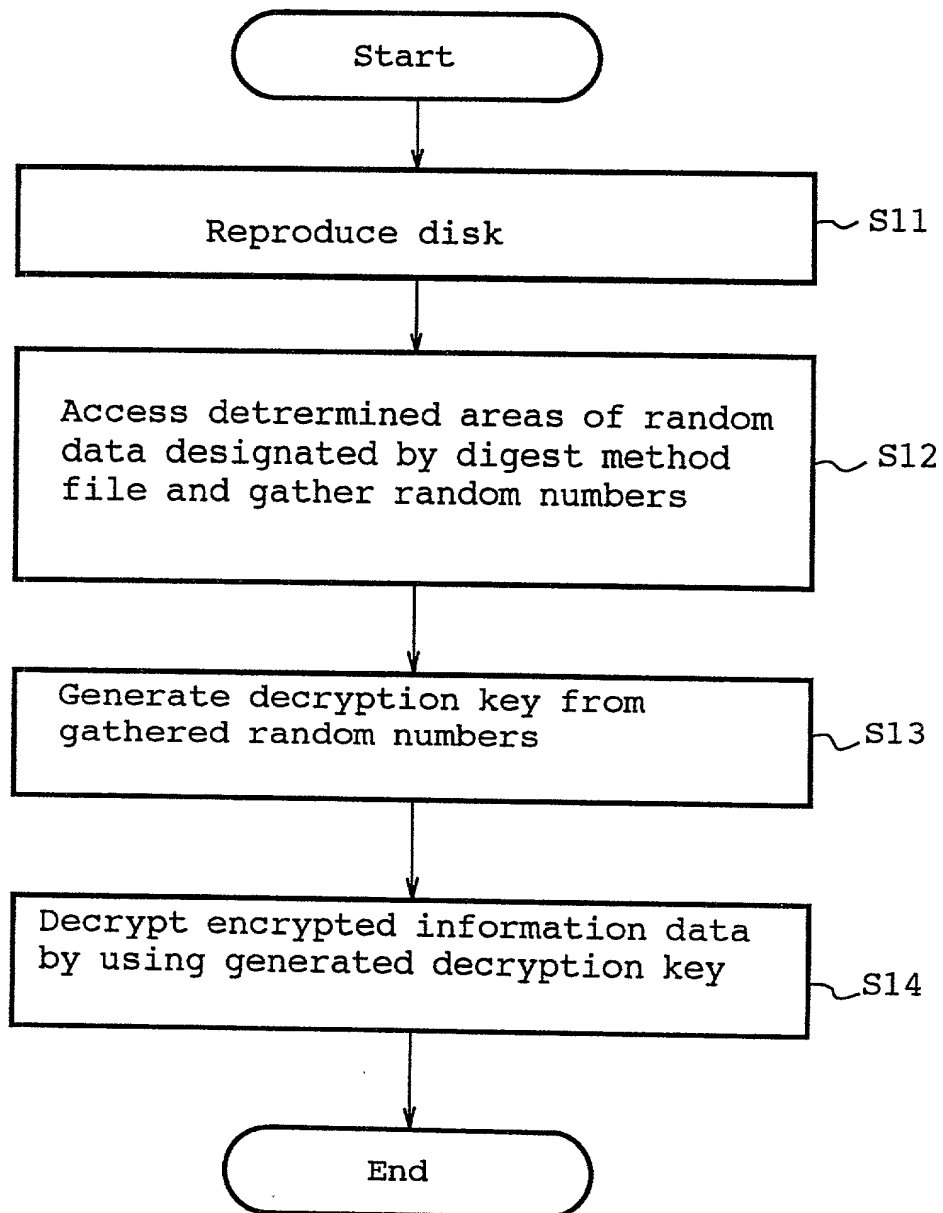 Start
Reproduce disk
S11
Access detrermined areas of random
data designated by digest method
file and gather random numbers
S12
Generate decryption key from
gathered random numbers
S13
Decrypt encrypted information data
by using generated decryption key
S14
End